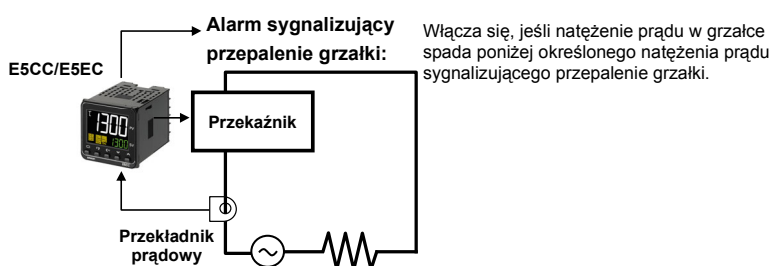 Alarm sygnalizujący
przepalenie grzałki:
Włącza się, jeśli natężenie prądu w grzałce
spada poniżej określonego natężenia prądu
sygnalizującego przepalenie grzałki.
E5CC/E5EC
1300
1300
Przekaźnik
Przekładnik
prądowy